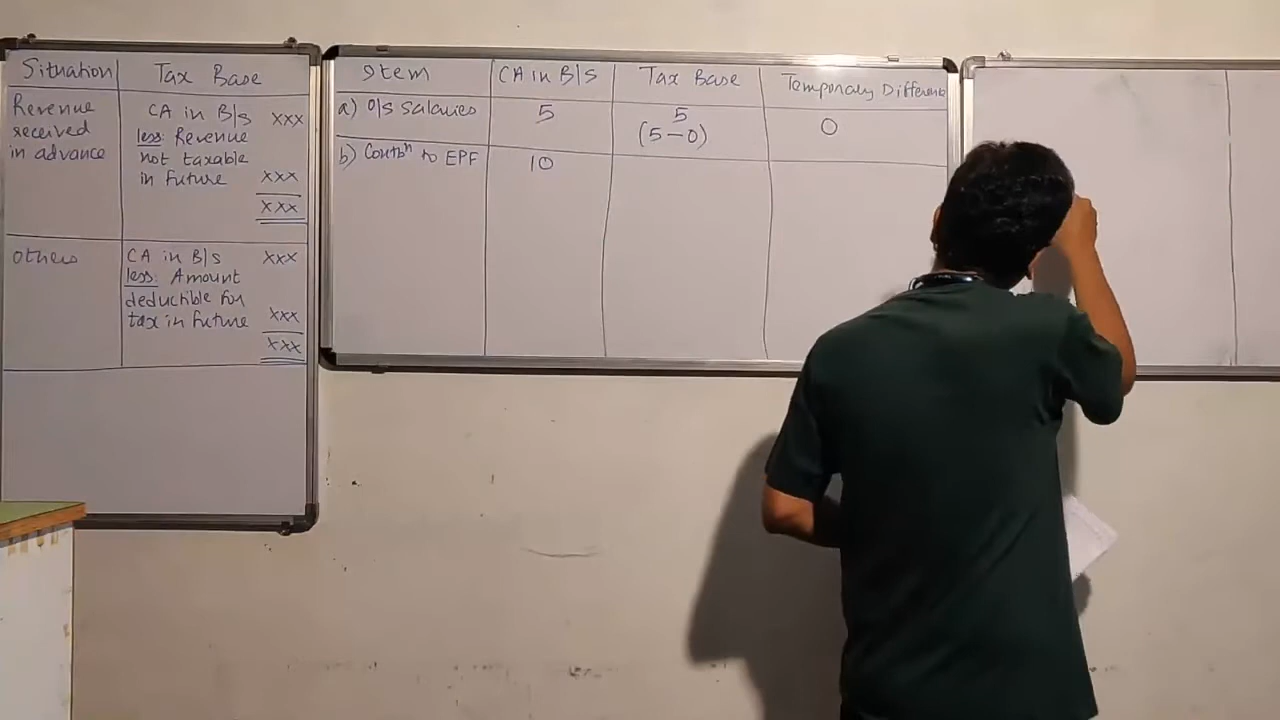 Situation Tax Base
Revenue received in advance
CA in B/s xxx
less: Revenue
not taxable
in future xxx
xxx
Others
CA in B/s xxx
less: Amount
deductible for
tax in future xxx
xxx
Item CA in B/S Tax Base Temporary Difference
a) O/s Salaries 5 5 0
(5-0)
b) Contbn to EPF 10